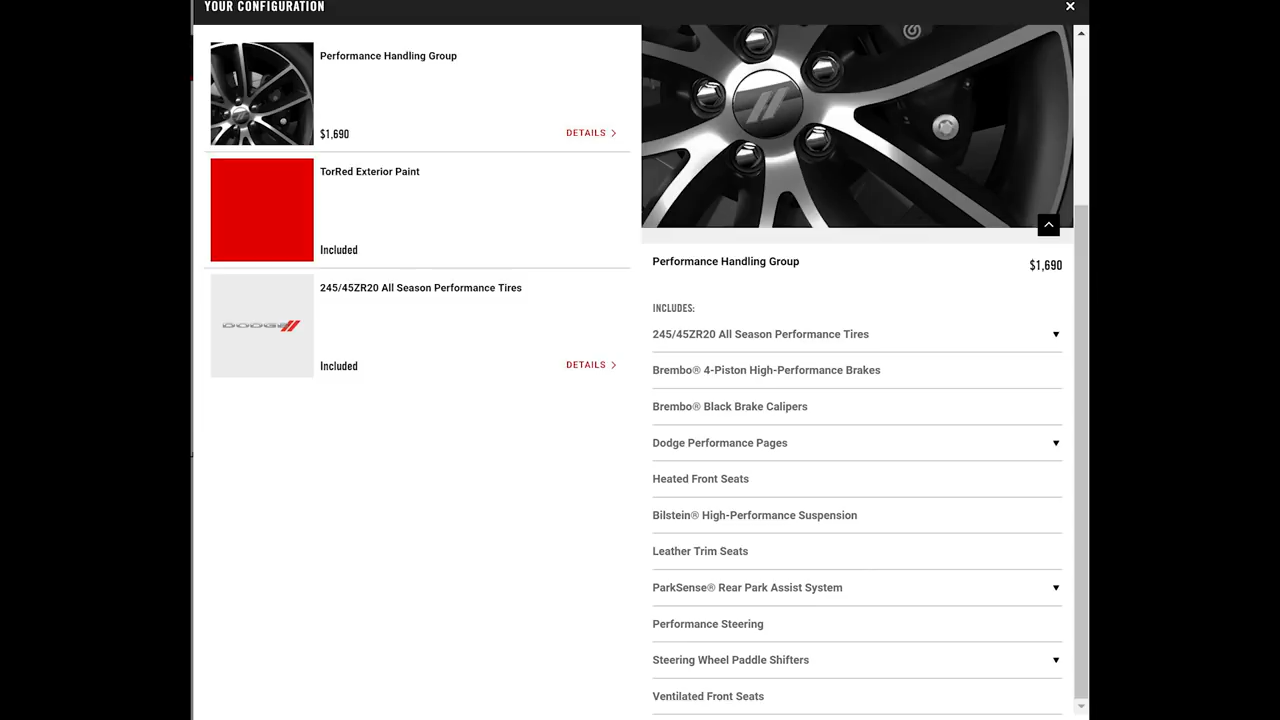 YOUR CONFIGURATION
Performance Handling Group
$1,690
DETAILS
TorRed Exterior Paint
Included
245/45ZR20 All Season Performance Tires
DODGE
Included
DETAILS
Performance Handling Group
$1,690
INCLUDES:
245/45ZR20 All Season Performance Tires
Brembo® 4-Piston High-Performance Brakes
Brembo® Black Brake Calipers
Dodge Performance Pages
Heated Front Seats
Bilstein® High-Performance Suspension
Leather Trim Seats
ParkSense® Rear Park Assist System
Performance Steering
Steering Wheel Paddle Shifters
Ventilated Front Seats